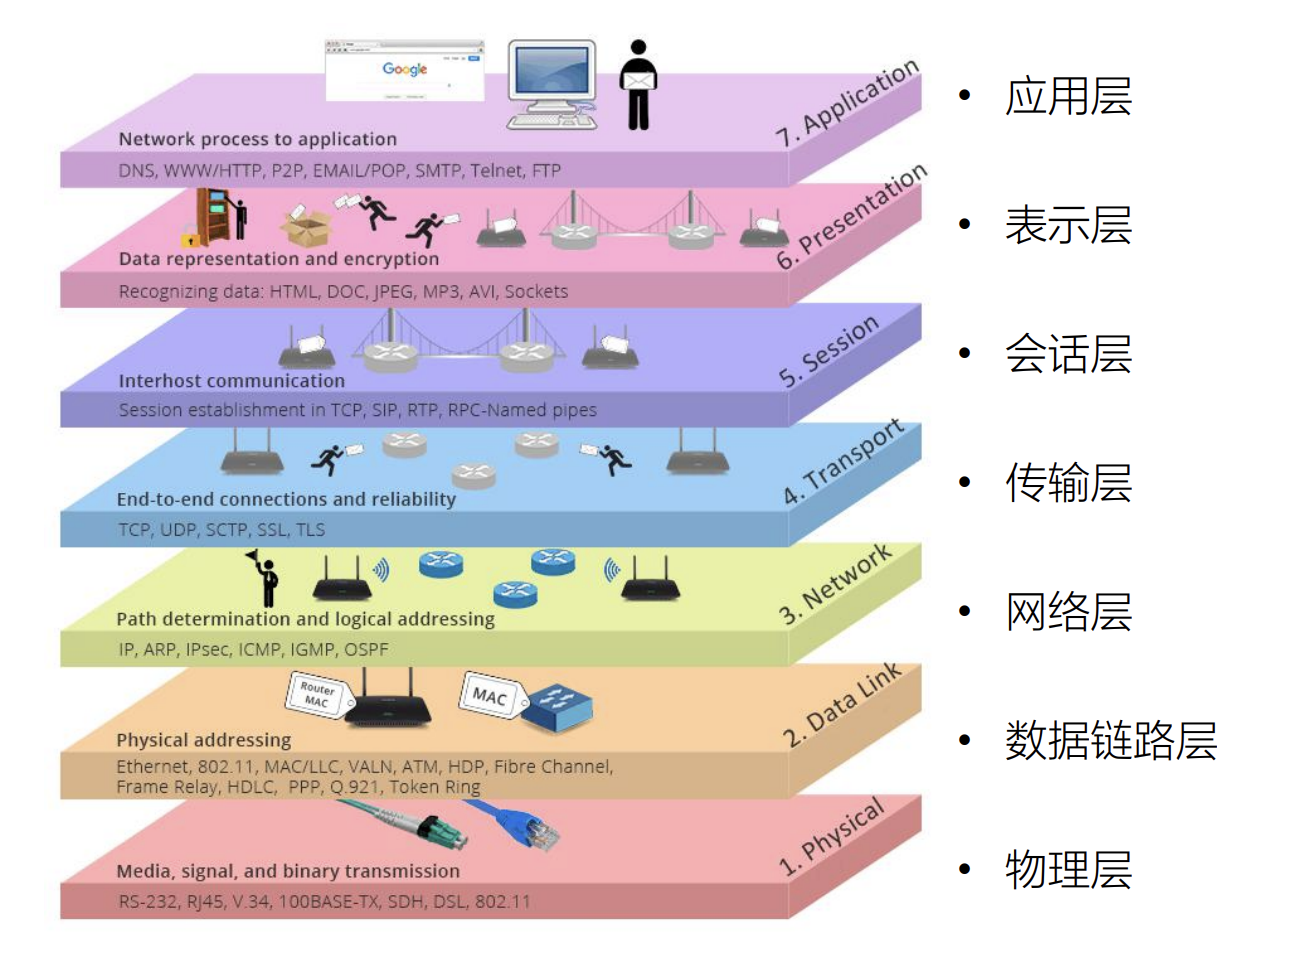 Google
7. Application
Network process to application
DNS, WWW/HTTP, P2P, EMAIL/POP, SMTP, Telnet, FTP
• 应用层
6. Presentation
Data representation and encryption
Recognizing data: HTML, DOC, JPEG, MP3, AVI, Sockets
• 表示层
5. Session
Interhost communication
Session establishment in TCP, SIP, RTP, RPC-Named pipes
• 会话层
4. Transport
End-to-end connections and reliability
TCP, UDP, SCTP, SSL, TLS
• 传输层
3. Network
Path determination and logical addressing
IP, ARP, IPsec, ICMP, IGMP, OSPF
• 网络层
Router
MAC
MAC
2. Data Link
Physical addressing
Ethernet, 802.11, MAC/LLC, VALN, ATM, HDP, Fibre Channel,
Frame Relay, HDLC, PPP, Q.921, Token Ring
• 数据链路层
1. Physical
Media, signal, and binary transmission
RS-232, RJ45, V.34, 100BASE-TX, SDH, DSL, 802.11
• 物理层